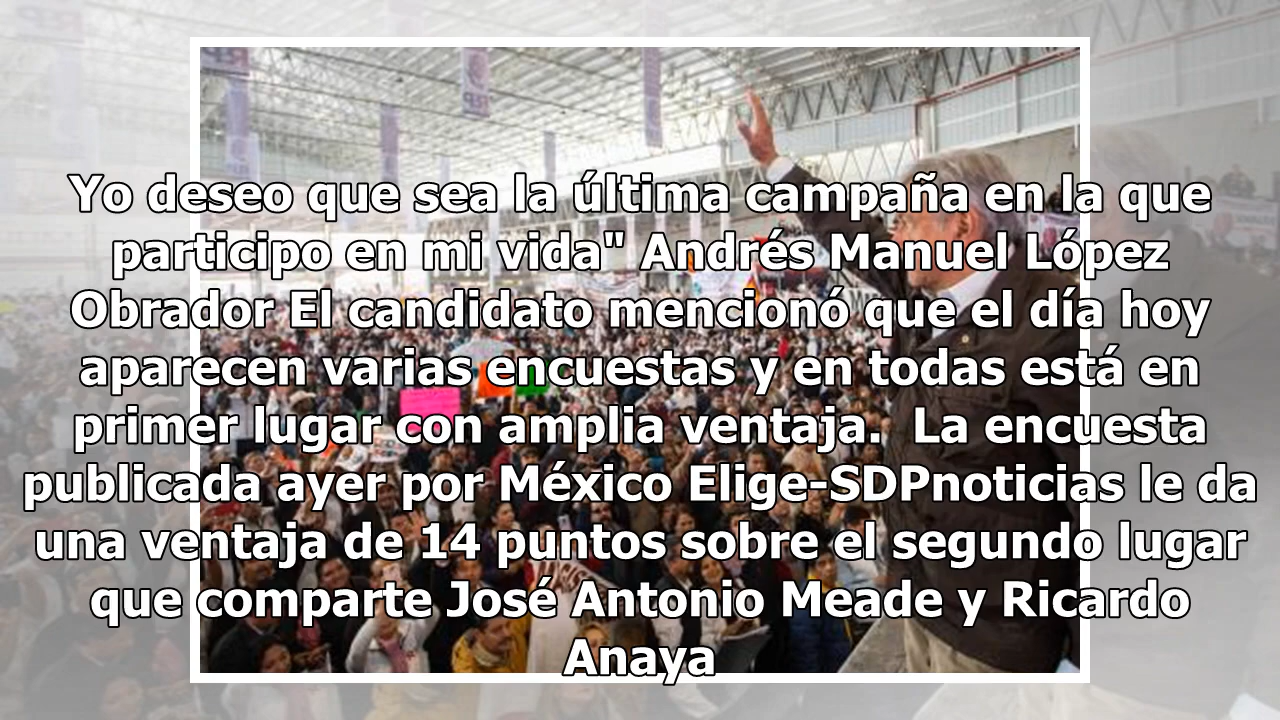 Yo deseo que sea la última campaña en la que
participo en mi vida" Andrés Manuel López
Obrador El candidato mencionó que el día hoy
aparecen varias encuestas y en todas está en
primer lugar con amplia ventaja.  La encuesta
publicada ayer por México Elige-SDPnoticias le da
una ventaja de 14 puntos sobre el segundo lugar
que comparte José Antonio Meade y Ricardo
Anaya